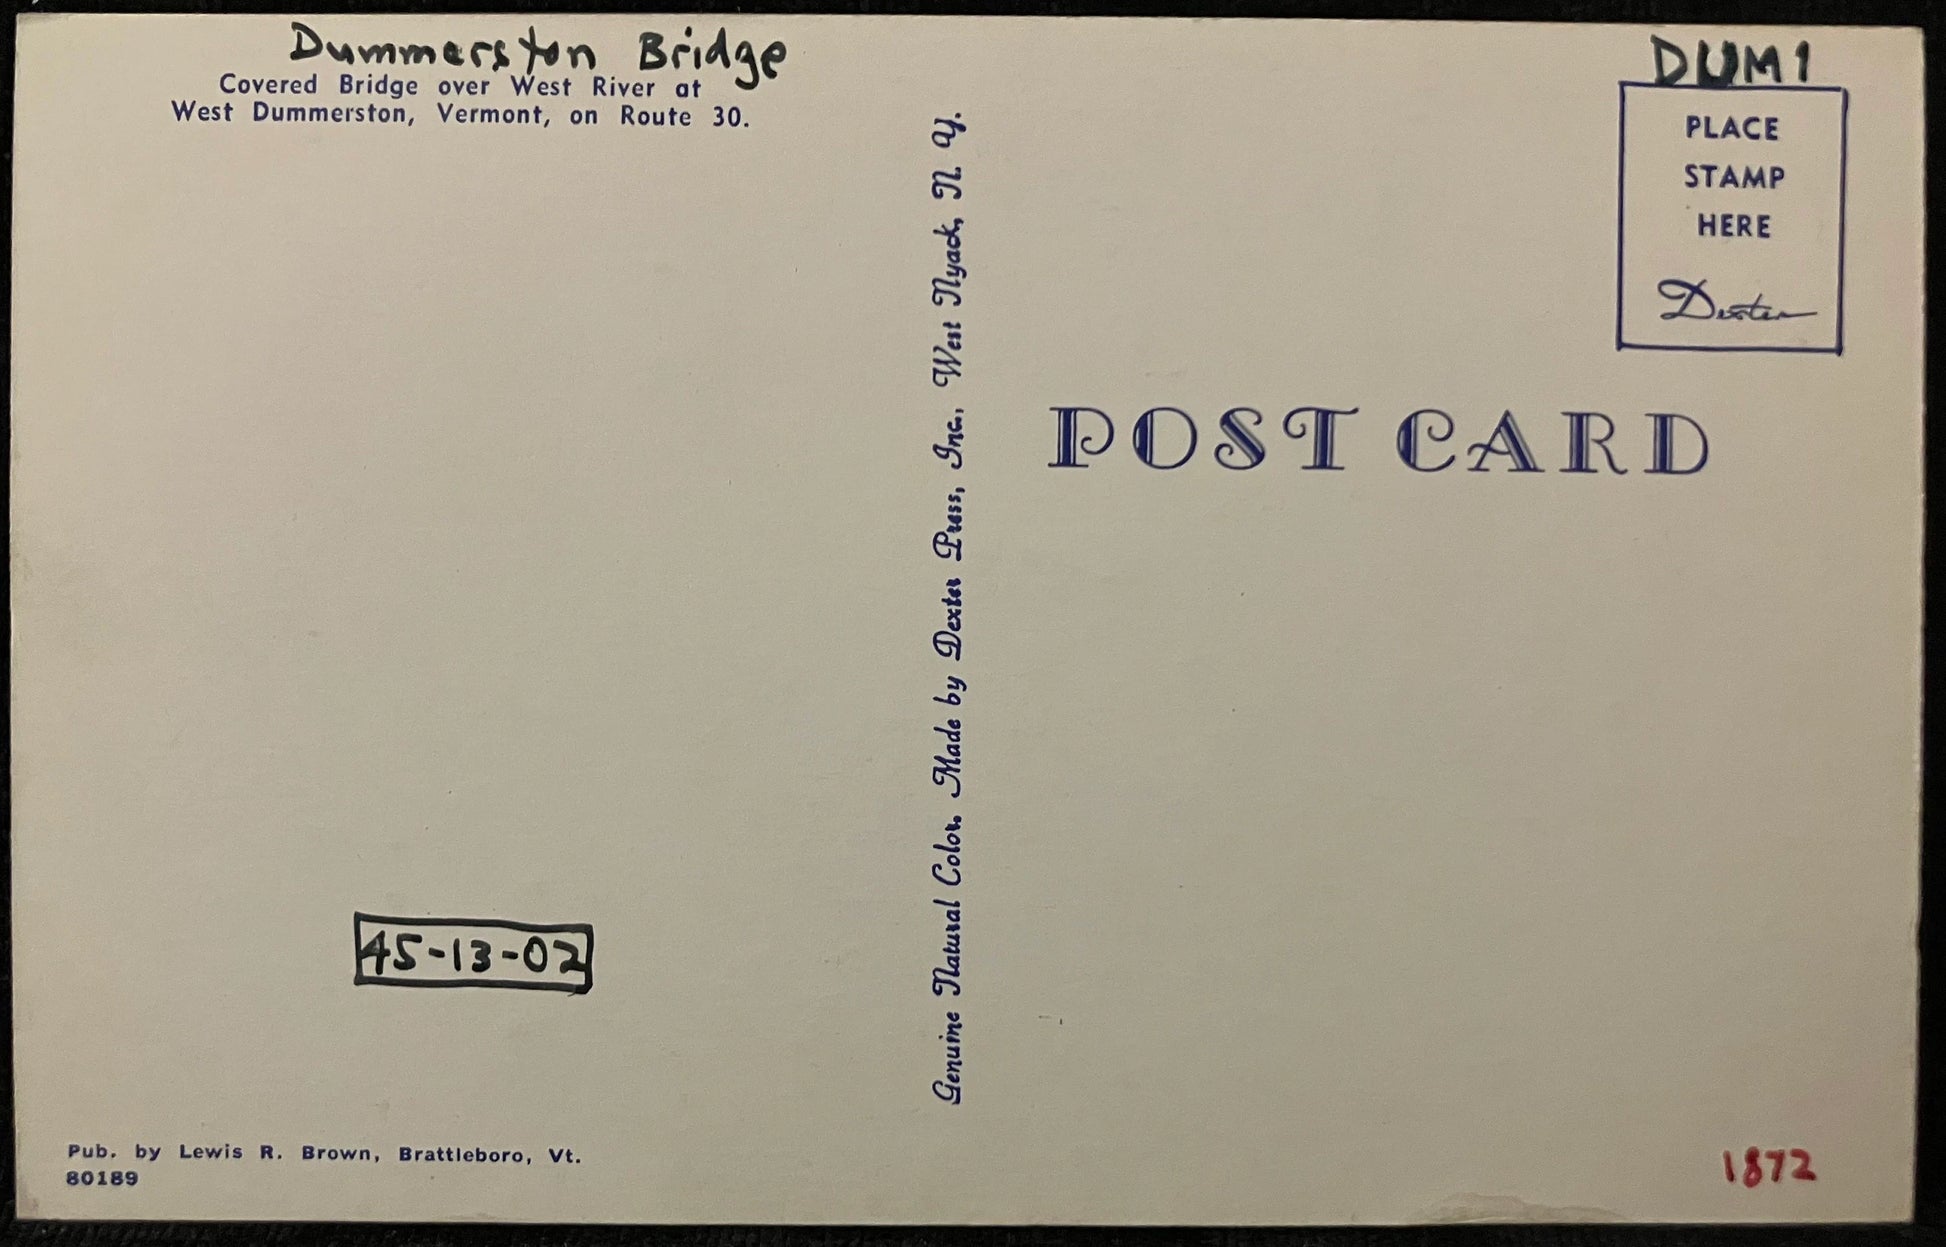 Dummerston Bridge
Covered Bridge over West River at
West Dummerston, Vermont, on Route 30.
45-13-02
Pub. by Lewis R. Brown, Brattleboro, Vt.
80189
Genuine Natural Color. Made by Dexter Press, Inc., West Nyack, N. Y.
DUM1
PLACE
STAMP
HERE
Dexter
POST CARD
1872